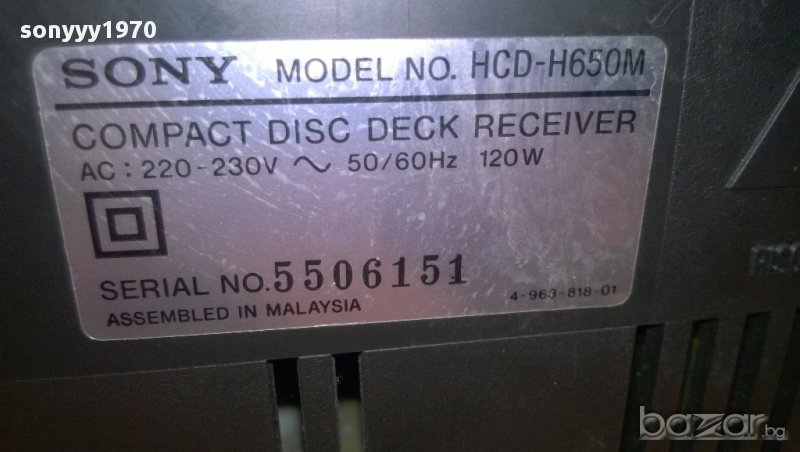 sonyyy1970
SONY MODEL NO. HCD-H650M
COMPACT DISC DECK RECEIVER
AC: 220-230V ~ 50/60Hz 120W
SERIAL NO. 5506151
ASSEMBLED IN MALAYSIA
4-963-818-01
bazar.bg